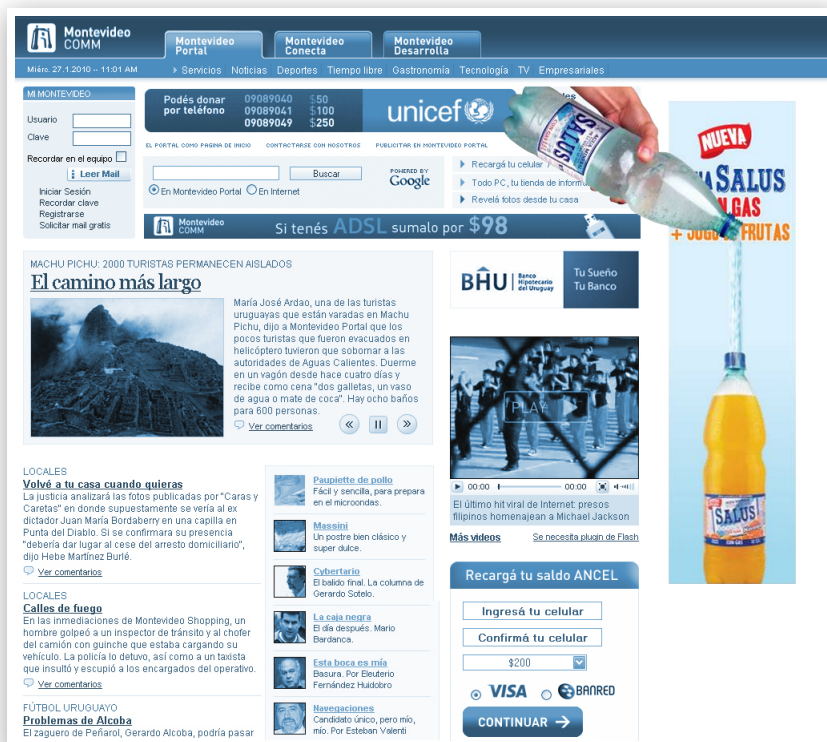 Montevideo
COMM
Montevideo
Portal
Montevideo
Conecta
Montevideo
Desarrolla
Miérc. 27.1.2010 -- 11:01 AM
Servicios Noticias Deportes Tiempo libre Gastronomía Tecnología TV Empresariales
MI MONTEVIDEO
Usuario
Clave
Recordar en el equipo
Leer Mail
Iniciar Sesión
Recordar clave
Registrarse
Solicitar mail gratis
Podés donar
por teléfono
09089040 $50
09089041 $100
09089049 $250
unicef
EL PORTAL COMO PAGINA DE INICIO CONTACTARSE CON NOSOTROS PUBLICITAR EN MONTEVIDEO PORTAL
Buscar
En Montevideo Portal En Internet
POWERED BY
Google
Recargá tu celular
Todo PC, tu tienda de
Revelá fotos desde tu casa
Montevideo
COMM
Si tenés ADSL sumalo por $98
SALUS
NUEVA
SALUS
GAS
+ JUGO FRUTAS
SALUS
MACHU PICHU: 2000 TURISTAS PERMANECEN AISLADOS
El camino más largo
María José Ardao, una de las turistas
uruguayas que están varadas en Machu
Pichu, dijo a Montevideo Portal que los
pocos turistas que fueron evacuados en
helicóptero tuvieron que sobornar a las
autoridades de Aguas Calientes. Duerme
en un vagón desde hace cuatro días y
recibe como cena "dos galletas, un vaso
de agua o mate de coca". Hay ocho baños
para 600 personas.
Ver comentarios
BHU Banco
Hipotecario
del Uruguay
Tu Sueño
Tu Banco
PLAY
00:00 00:00
El último hit viral de Internet: presos
filipinos homenajean a Michael Jackson
Más videos Se necesita plugin de Flash
LOCALES
Volvé a tu casa cuando quieras
La justicia analizará las fotos publicadas por "Caras y
Caretas" en donde supuestamente se vería al ex
dictador Juan María Bordaberry en una capilla en
Punta del Diablo. Si se confirmara su presencia
"debería dar lugar al cese del arresto domiciliario",
dijo Hebe Martínez Burlé.
Ver comentarios
LOCALES
Calles de fuego
En las inmediaciones de Montevideo Shopping, un
hombre golpeó a un inspector de tránsito y al chofer
del camión con guinche que estaba cargando su
vehículo. La policía lo detuvo, así como a un taxista
que insultó y escupió a los encargados del operativo.
Ver comentarios
FÚTBOL URUGUAYO
Problemas de Alcoba
El zaguero de Peñarol, Gerardo Alcoba, podría pasar
Paupiette de pollo
Fácil y sencilla, para prepara
en el microondas.
Massini
Un postre bien clásico y
super dulce.
Cybertario
El balido final. La columna de
Gerardo Sotelo.
La caja negra
El día después. Mario
Bardanca.
Esta boca es mía
Basura. Por Eleuterio
Fernández Huidobro
Navegaciones
Candidato único, pero mío,
mío. Por Esteban Valenti
Recargá tu saldo ANCEL
Ingresá tu celular
Confirmá tu celular
$200
VISA BANRED
CONTINUAR